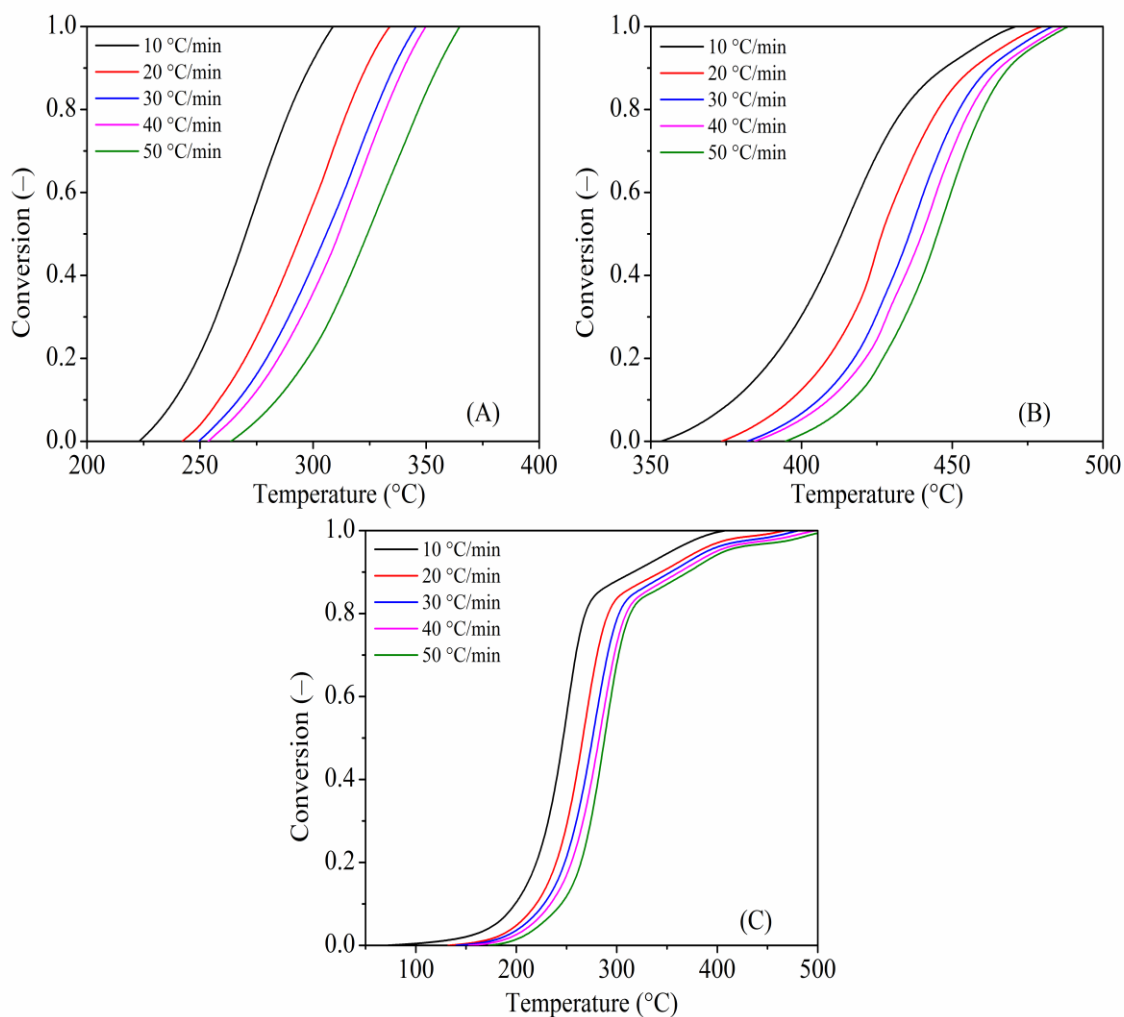 1.0
0.8
0.6
0.4
0.2
0.0
Conversion (–)
10 °C/min
20 °C/min
30 °C/min
40 °C/min
50 °C/min
(A)
200 250 300 350 400
Temperature (°C)
1.0
0.8
0.6
0.4
0.2
0.0
Conversion (–)
10 °C/min
20 °C/min
30 °C/min
40 °C/min
50 °C/min
(B)
350 400 450 500
Temperature (°C)
1.0
0.8
0.6
0.4
0.2
0.0
Conversion (–)
10 °C/min
20 °C/min
30 °C/min
40 °C/min
50 °C/min
(C)
100 200 300 400 500
Temperature (°C)